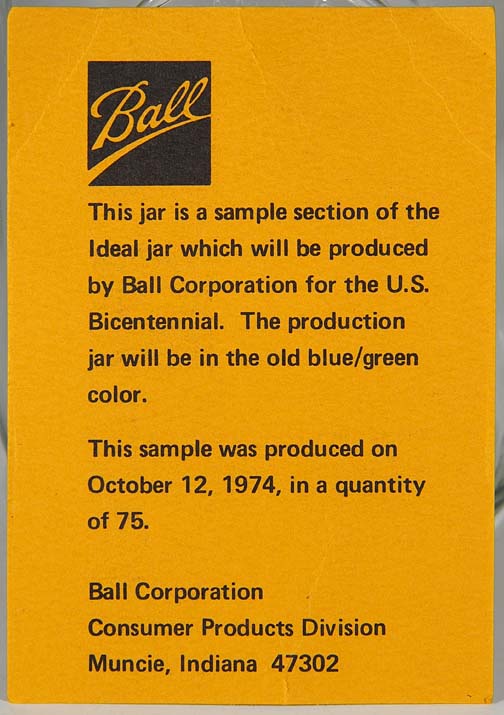 Ball
This jar is a sample section of the
Ideal jar which will be produced
by Ball Corporation for the U.S.
Bicentennial.  The production
jar will be in the old blue/green
color.
This sample was produced on
October 12, 1974, in a quantity
of 75.
Ball Corporation
Consumer Products Division
Muncie, Indiana  47302